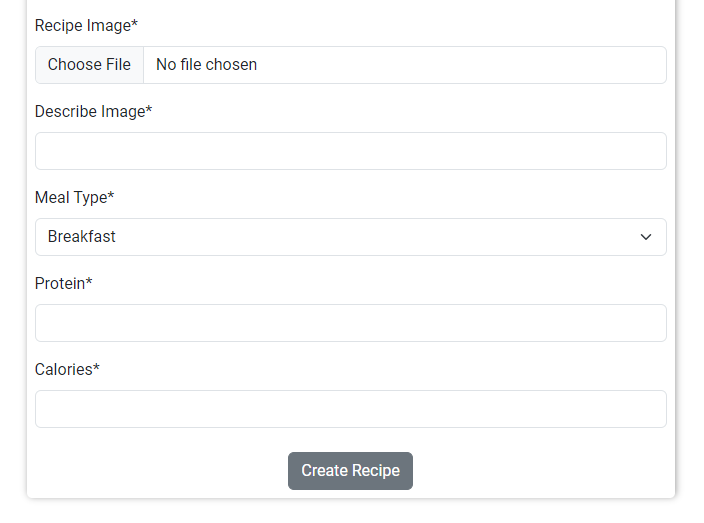 Recipe Image*
Choose File No file chosen
Describe Image*
Meal Type*
Breakfast
Protein*
Calories*
Create Recipe